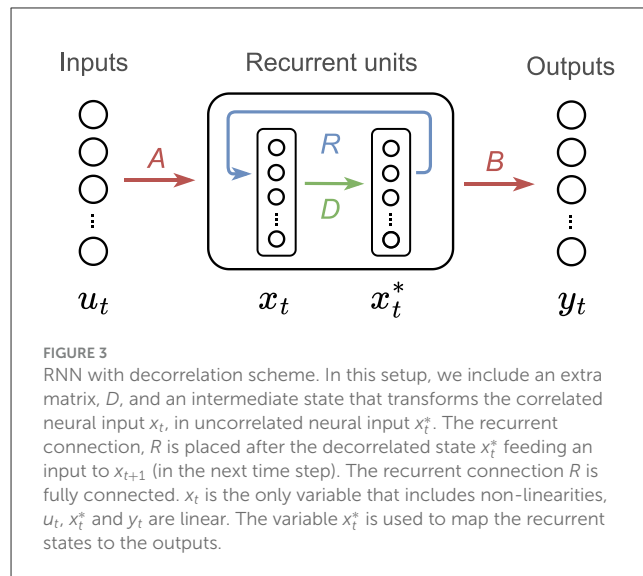 Inputs Recurrent units Outputs
A R B
D
u_t x_t x_t^* y_t
FIGURE 3
RNN with decorrelation scheme. In this setup, we include an extra
matrix, D, and an intermediate state that transforms the correlated
neural input x_t, in uncorrelated neural input x_t^*. The recurrent
connection, R is placed after the decorrelated state x_t^* feeding an
input to x_{t+1} (in the next time step). The recurrent connection R is
fully connected. x_t is the only variable that includes non-linearities,
u_t, x_t^* and y_t are linear. The variable x_t^* is used to map the recurrent
states to the outputs.